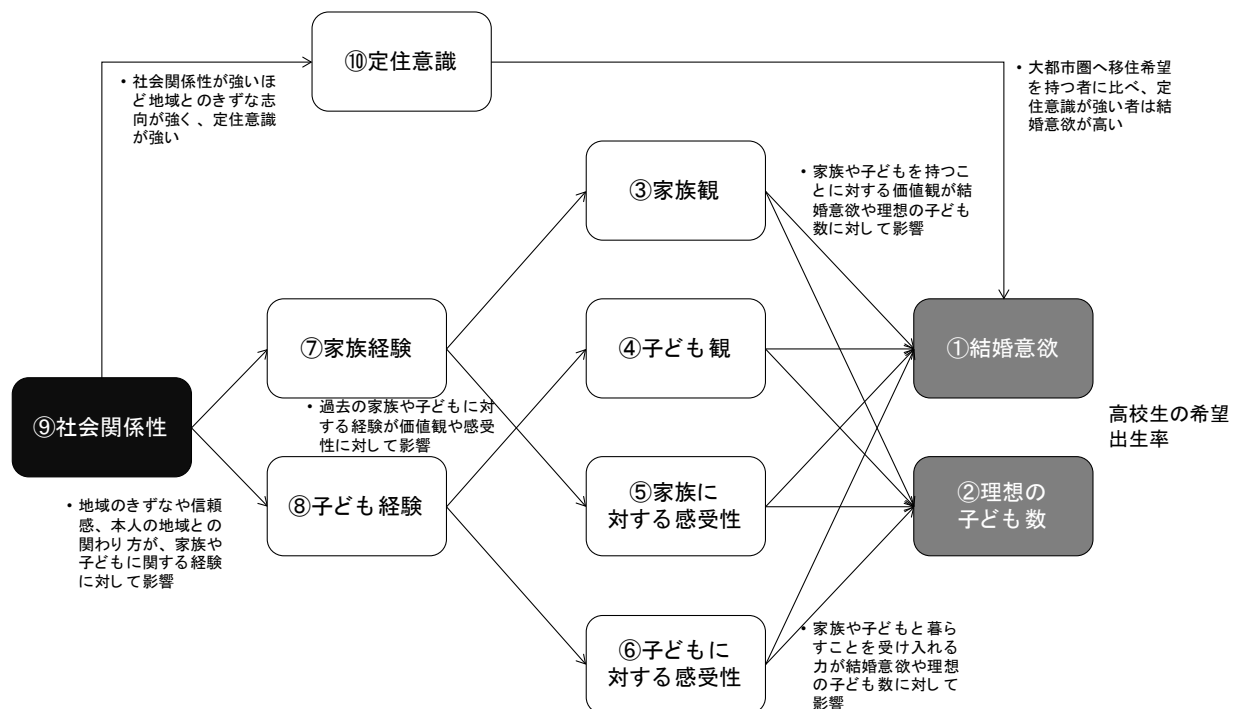 ⑩定住意識
• 社会関係性が強いほ
ど地域とのきずな志
向が強く、定住意識
が強い
• 大都市圏へ移住希望
を持つ者に比べ、定
住意識が強い者は結
婚意欲が高い
③家族観
• 家族や子どもを持つこ
とに対する価値観が結
婚意欲や理想の子ども
数に対して影響
⑦家族経験
④子ども観
①結婚意欲
⑨社会関係性
• 過去の家族や子どもに対
する経験が価値観や感受
性に対して影響
高校生の希望
出生率
⑧子ども経験
⑤家族に
対する感受性
②理想の
子ども数
• 地域のきずなや信頼
感、本人の地域との
関わり方が、家族や
子どもに関する経験
に対して影響
⑥子どもに
対する感受性
• 家族や子どもと暮ら
すことを受け入れる
力が結婚意欲や理想
の子ども数に対して
影響